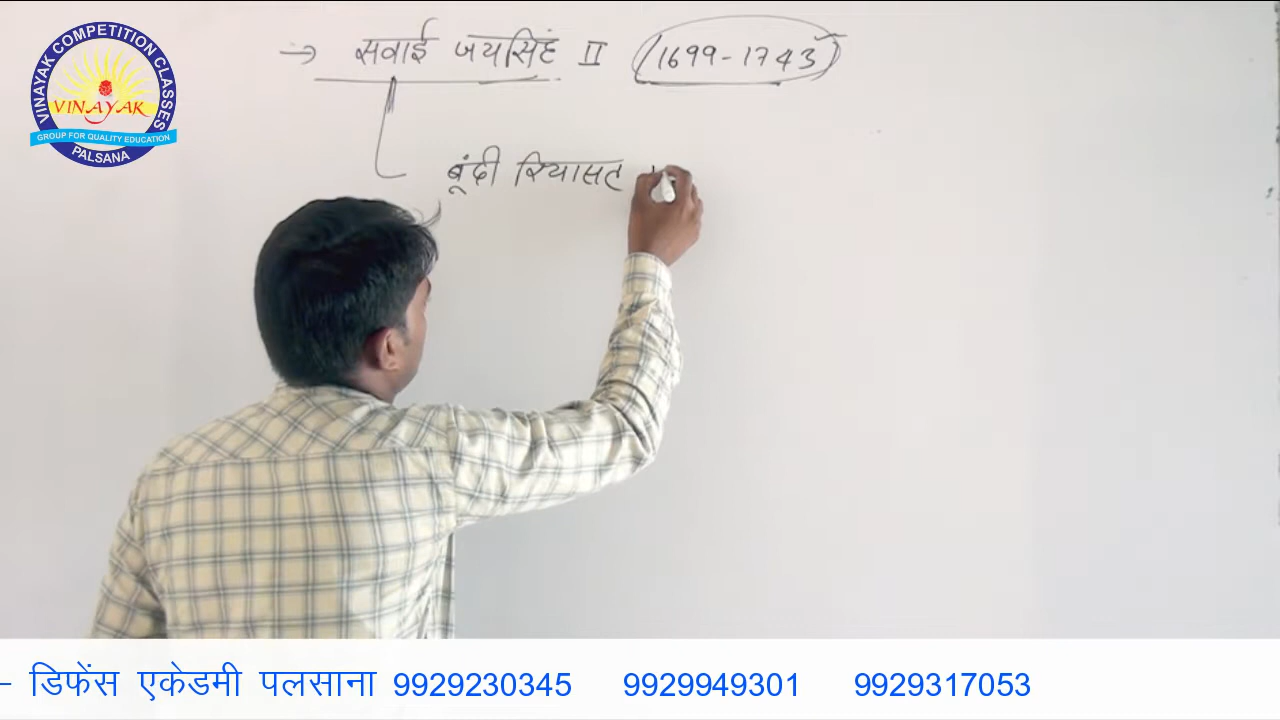 VINAYAK COMPETITION CLASSES
VINAYAK
GROUP FOR QUALITY EDUCATION
PALSANA
→ सवाई जयसिंह II (1699-1743)
बूंदी रियासत
- डिफेंस एकेडमी पलसाना 9929230345 9929949301 9929317053